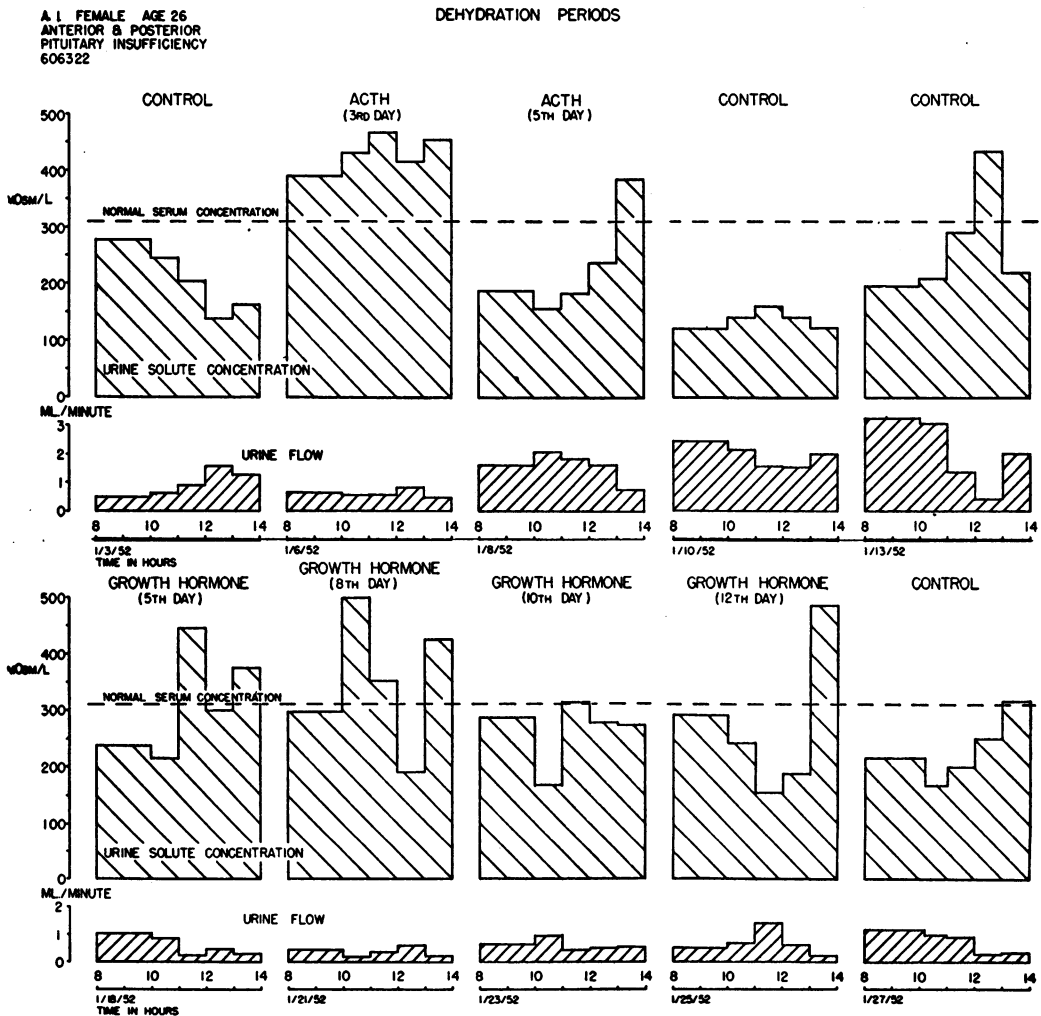 A. I. FEMALE AGE 26
ANTERIOR & POSTERIOR
PITUITARY INSUFFICIENCY
606322
DEHYDRATION PERIODS
CONTROL
ACTH
(3RD DAY)
ACTH
(5TH DAY)
CONTROL
CONTROL
500
400
300
200
100
0
MOSM/L
NORMAL SERUM CONCENTRATION
URINE SOLUTE CONCENTRATION
ML./MINUTE
3
2
1
0
URINE FLOW
8 10 12 14
8 10 12 14
8 10 12 14
8 10 12 14
8 10 12 14
1/3/52
1/6/52
1/8/52
1/10/52
1/13/52
TIME IN HOURS
GROWTH HORMONE
(5TH DAY)
GROWTH HORMONE
(8TH DAY)
GROWTH HORMONE
(10TH DAY)
GROWTH HORMONE
(12TH DAY)
CONTROL
500
400
300
200
100
0
MOSM/L
NORMAL SERUM CONCENTRATION
URINE SOLUTE CONCENTRATION
ML./MINUTE
2
1
0
URINE FLOW
8 10 12 14
8 10 12 14
8 10 12 14
8 10 12 14
8 10 12 14
1/18/52
1/21/52
1/23/52
1/25/52
1/27/52
TIME IN HOURS